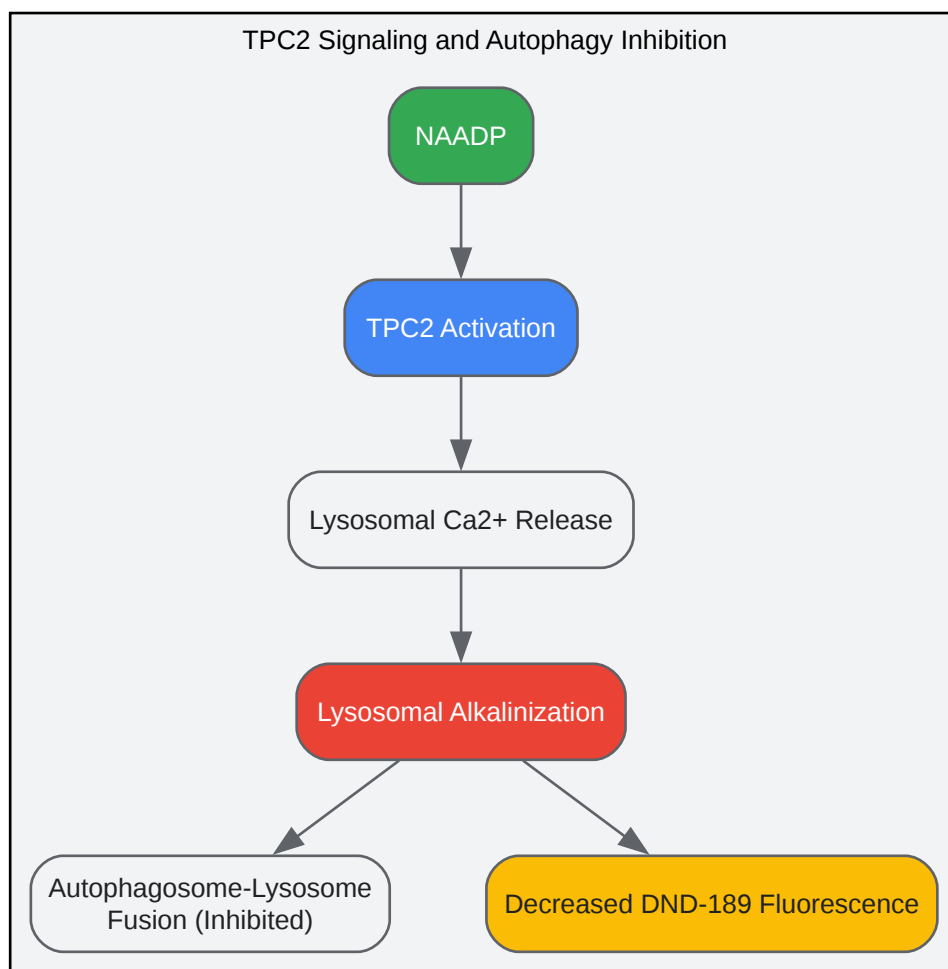 TPC2 Signaling and Autophagy Inhibition
NAADP
TPC2 Activation
Lysosomal Ca2+ Release
Lysosomal Alkalinization
Autophagosome-Lysosome
Fusion (Inhibited)
Decreased DND-189 Fluorescence